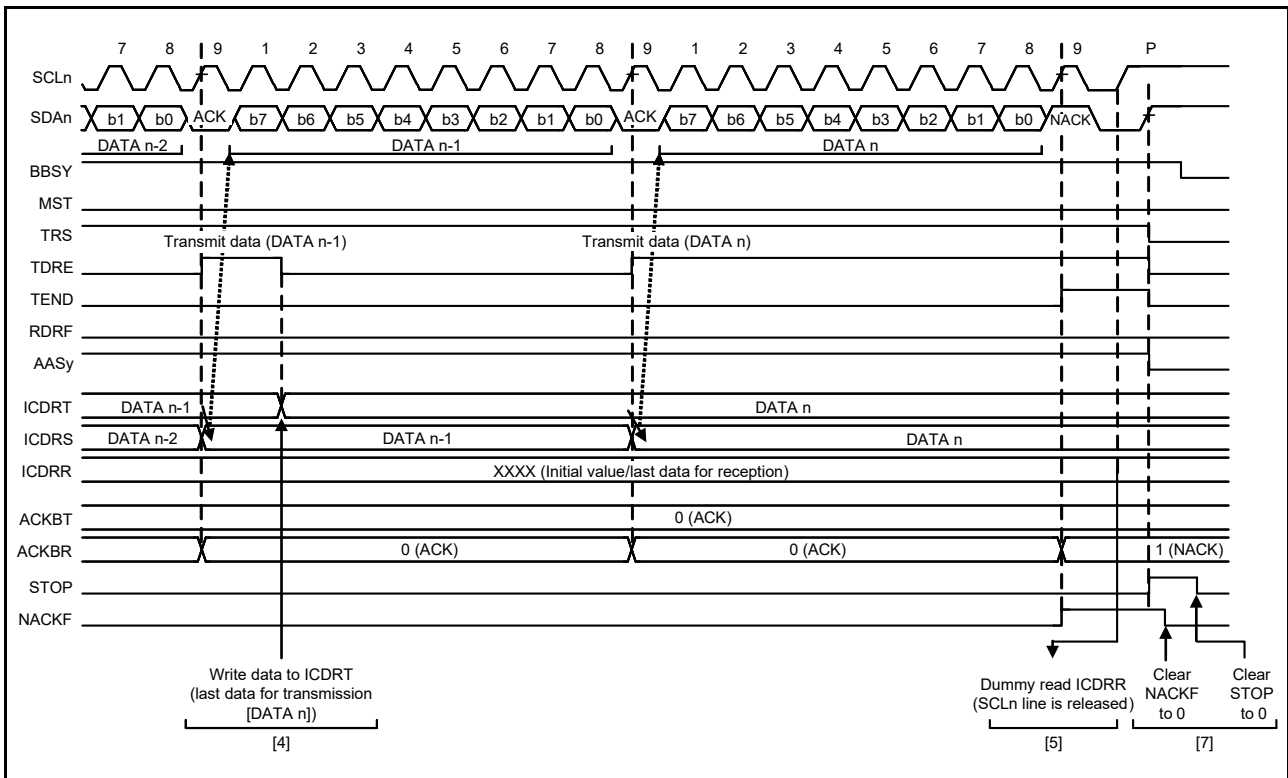 7 8 9 1 2 3 4 5 6 7 8 9 1 2 3 4 5 6 7 8 9 P
SCLn
SDAn b1 b0 ACK b7 b6 b5 b4 b3 b2 b1 b0 ACK b7 b6 b5 b4 b3 b2 b1 b0 NACK
DATA n-2 DATA n-1 DATA n
BBSY
MST
TRS
Transmit data (DATA n-1) Transmit data (DATA n)
TDRE
TEND
RDRF
AASy
ICDRT DATA n-1 DATA n
ICDRS DATA n-2 DATA n-1 DATA n
ICDRR XXXX (Initial value/last data for reception)
ACKBT 0 (ACK)
ACKBR 0 (ACK) 0 (ACK) 1 (NACK)
STOP
NACKF
Write data to ICDRT
(last data for transmission
[DATA n])
[4]
Dummy read ICDRR
(SCLn line is released)
[5]
Clear
NACKF
to 0
Clear
STOP
to 0
[7]